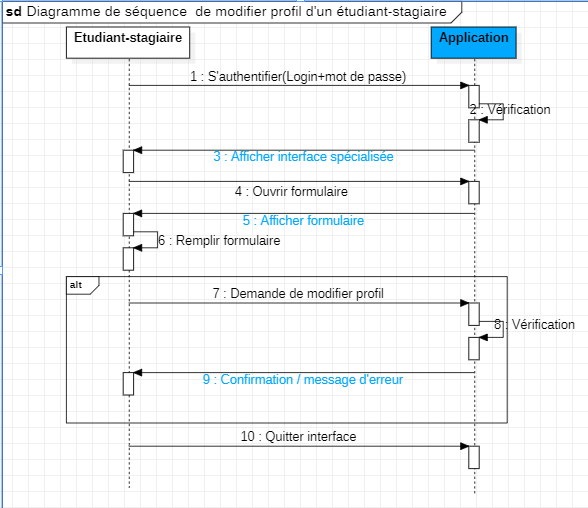 sd Diagramme de séquence de modifier profil d'un étudiant-stagiaire
Etudiant-stagiaire
Application
1 : S'authentifier(Login+mot de passe)
2 : Vérification
3 : Afficher interface spécialisée
4 : Ouvrir formulaire
5 : Afficher formulaire
6 : Remplir formulaire
alt
7 : Demande de modifier profil
8 : Vérification
9 : Confirmation / message d'erreur
10 : Quitter interface